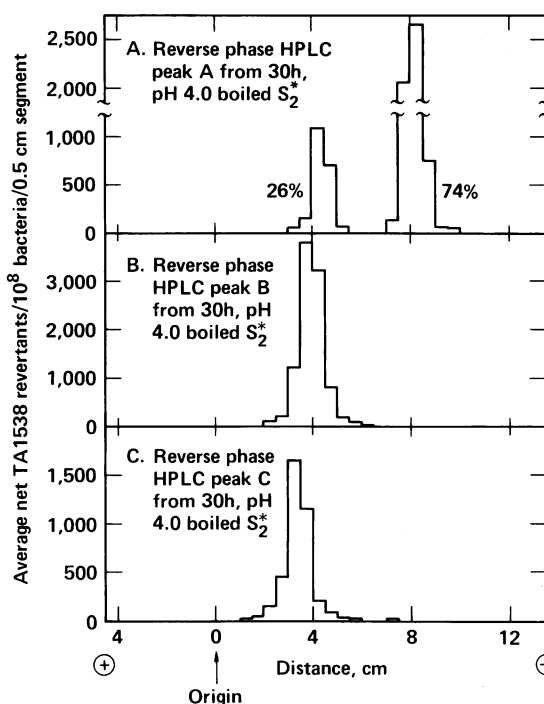 2,500
A. Reverse phase HPLC
peak A from 30h,
pH 4.0 boiled S₂*
2,000
1,000
500
26%
74%
0
B. Reverse phase
HPLC peak B
from 30h, pH
4.0 boiled S₂*
3,000
2,000
1,000
0
C. Reverse phase
HPLC peak C
from 30h, pH
4.0 boiled S₂*
1,500
1,000
500
0
Average net TA1538 revertants/10⁸ bacteria/0.5 cm segment
4 0 4 8 12
+ Distance, cm −
Origin